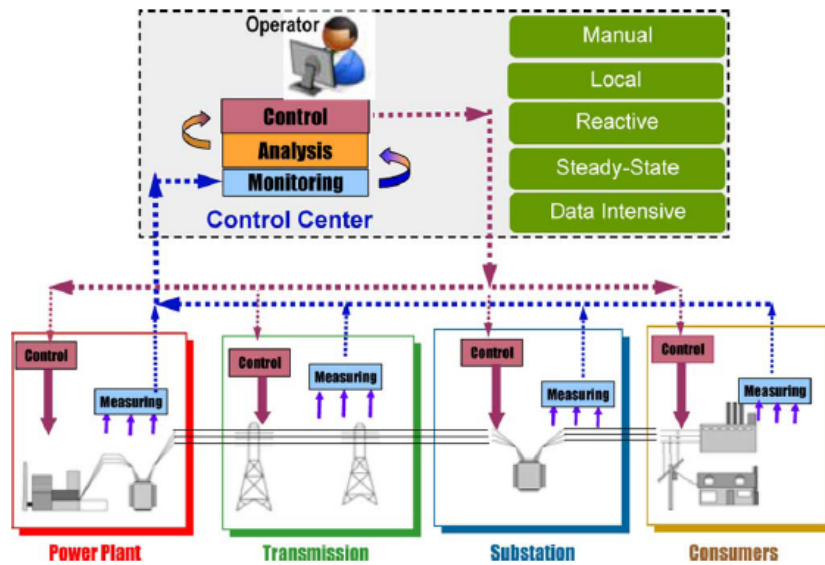 Operator
Control
Analysis
Monitoring
Control Center
Manual
Local
Reactive
Steady-State
Data Intensive
Control
Measuring
Control
Measuring
Control
Measuring
Control
Measuring
Power Plant
Transmission
Substation
Consumers